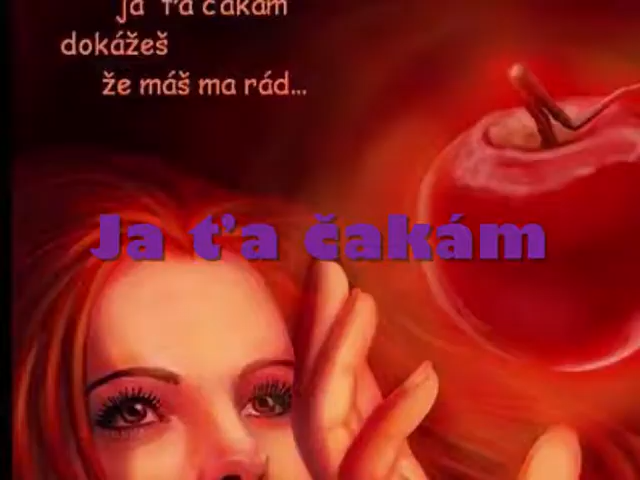 ja ťa čakám
dokážeš
že máš ma rád...
Ja ťa čakám